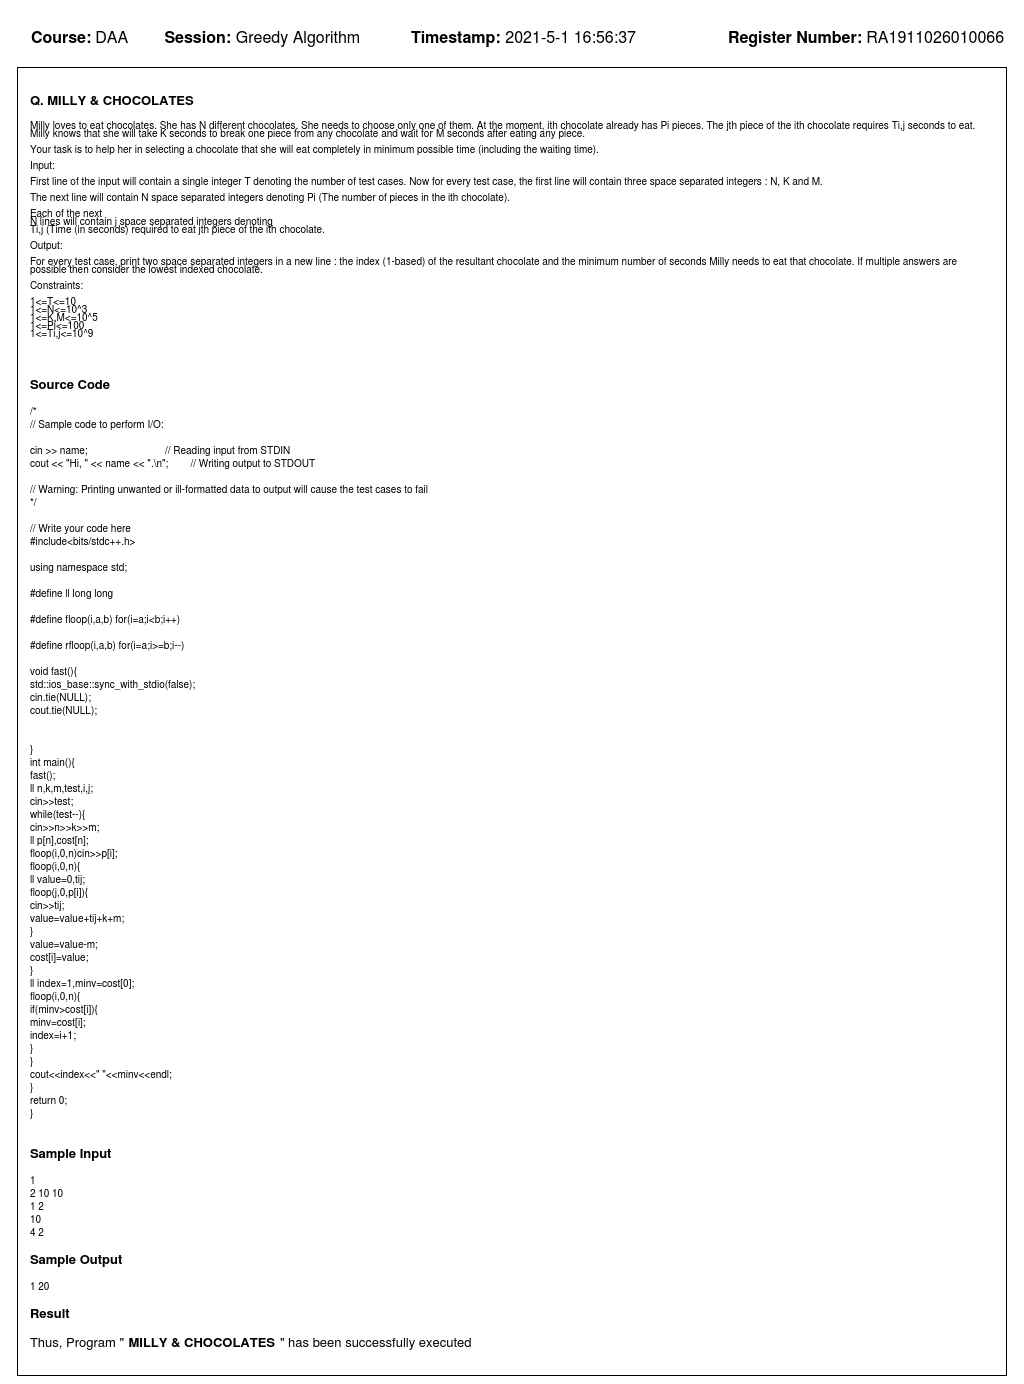 Course: DAA Session: Greedy Algorithm Timestamp: 2021-5-1 16:56:37 Register Number: RA1911026010066
Q. MILLY & CHOCOLATES
Milly loves to eat chocolates. She has N different chocolates. She needs to choose only one of them. At the moment, ith chocolate already has Pi pieces. The jth piece of the ith chocolate requires Ti,j seconds to eat.
Milly knows that she will take K seconds to break one piece from any chocolate and wait for M seconds after eating any piece.
Your task is to help her in selecting a chocolate that she will eat completely in minimum possible time (including the waiting time).
Input:
First line of the input will contain a single integer T denoting the number of test cases. Now for every test case, the first line will contain three space separated integers : N, K and M.
The next line will contain N space separated integers denoting Pi (The number of pieces in the ith chocolate).
Each of the next
N lines will contain j space separated integers denoting
Ti,j (Time (in seconds) required to eat jth piece of the ith chocolate.
Output:
For every test case, print two space separated integers in a new line : the index (1-based) of the resultant chocolate and the minimum number of seconds Milly needs to eat that chocolate. If multiple answers are
possible then consider the lowest indexed chocolate.
Constraints:
1<=T<=10
1<=N<=10^3
1<=K,M<=10^5
1<=Pi<=100
1<=Ti,j<=10^9
Source Code
/*
// Sample code to perform I/O:
cin >> name; // Reading input from STDIN
cout << "Hi, " << name << ".\n"; // Writing output to STDOUT
// Warning: Printing unwanted or ill-formatted data to output will cause the test cases to fail
*/
// Write your code here
#include<bits/stdc++.h>
using namespace std;
#define ll long long
#define floop(i,a,b) for(i=a;i<b;i++)
#define rfloop(i,a,b) for(i=a;i>=b;i--)
void fast(){
std::ios_base::sync_with_stdio(false);
cin.tie(NULL);
cout.tie(NULL);
}
int main(){
fast();
ll n,k,m,test,i,j;
cin>>test;
while(test--){
cin>>n>>k>>m;
ll p[n],cost[n];
floop(i,0,n)cin>>p[i];
floop(i,0,n){
ll value=0,tij;
floop(j,0,p[i]){
cin>>tij;
value=value+tij+k+m;
}
value=value-m;
cost[i]=value;
}
ll index=1,minv=cost[0];
floop(i,0,n){
if(minv>cost[i]){
minv=cost[i];
index=i+1;
}
}
cout<<index<<" "<<minv<<endl;
}
return 0;
}
Sample Input
1
2 10 10
1 2
10
4 2
Sample Output
1 20
Result
Thus, Program " MILLY & CHOCOLATES " has been successfully executed